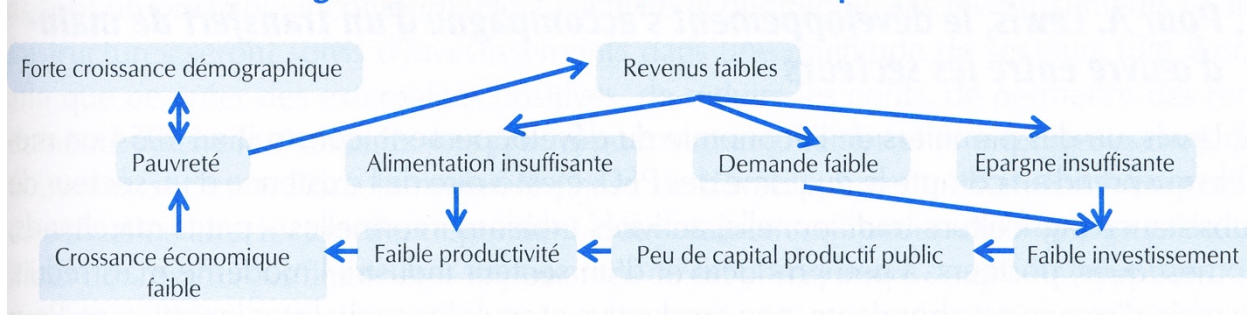 Forte croissance démographique
Revenus faibles
Pauvreté
Alimentation insuffisante
Demande faible
Epargne insuffisante
Crossance économique
faible
Faible productivité
Peu de capital productif public
Faible investissement